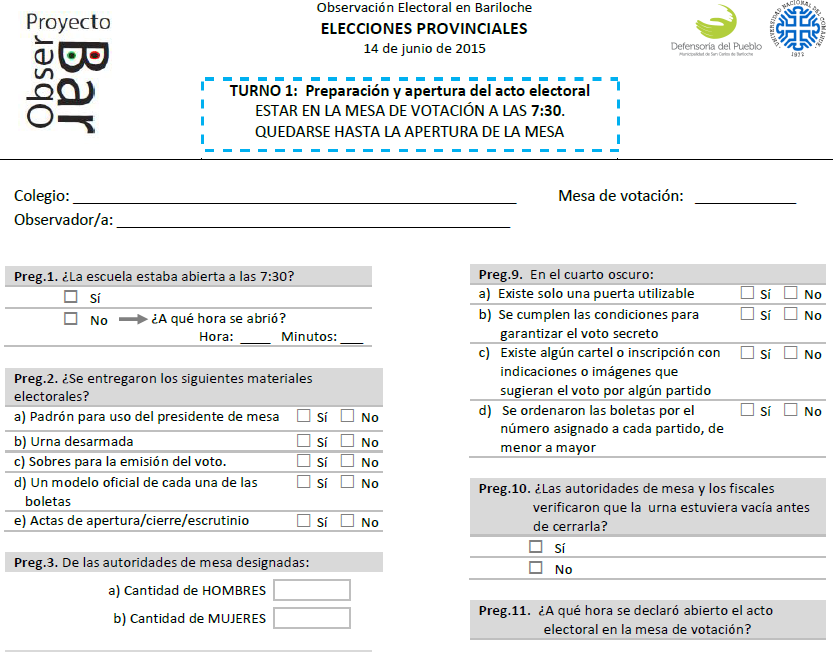 Proyecto
Obser
Bar
Observación Electoral en Bariloche
ELECCIONES PROVINCIALES
14 de junio de 2015
Defensoría del Pueblo
Municipalidad de San Carlos de Bariloche
UNIVERSIDAD NACIONAL DEL COMAHUE
1972
TURNO 1: Preparación y apertura del acto electoral
ESTAR EN LA MESA DE VOTACIÓN A LAS 7:30.
QUEDARSE HASTA LA APERTURA DE LA MESA
Colegio: Mesa de votación:
Observador/a:
Preg.1. ¿La escuela estaba abierta a las 7:30?
Sí
No ¿A qué hora se abrió?
Hora: ____ Minutos: ___
Preg.2. ¿Se entregaron los siguientes materiales
electorales?
a) Padrón para uso del presidente de mesa Sí No
b) Urna desarmada Sí No
c) Sobres para la emisión del voto. Sí No
d) Un modelo oficial de cada una de las Sí No
boletas
e) Actas de apertura/cierre/escrutinio Sí No
Preg.3. De las autoridades de mesa designadas:
a) Cantidad de HOMBRES
b) Cantidad de MUJERES
Preg.9. En el cuarto oscuro:
a) Existe solo una puerta utilizable Sí No
b) Se cumplen las condiciones para Sí No
garantizar el voto secreto
c) Existe algún cartel o inscripción con Sí No
indicaciones o imágenes que
sugieran el voto por algún partido
d) Se ordenaron las boletas por el Sí No
número asignado a cada partido, de
menor a mayor
Preg.10. ¿Las autoridades de mesa y los fiscales
verificaron que la urna estuviera vacía antes
de cerrarla?
Sí
No
Preg.11. ¿A qué hora se declaró abierto el acto
electoral en la mesa de votación?